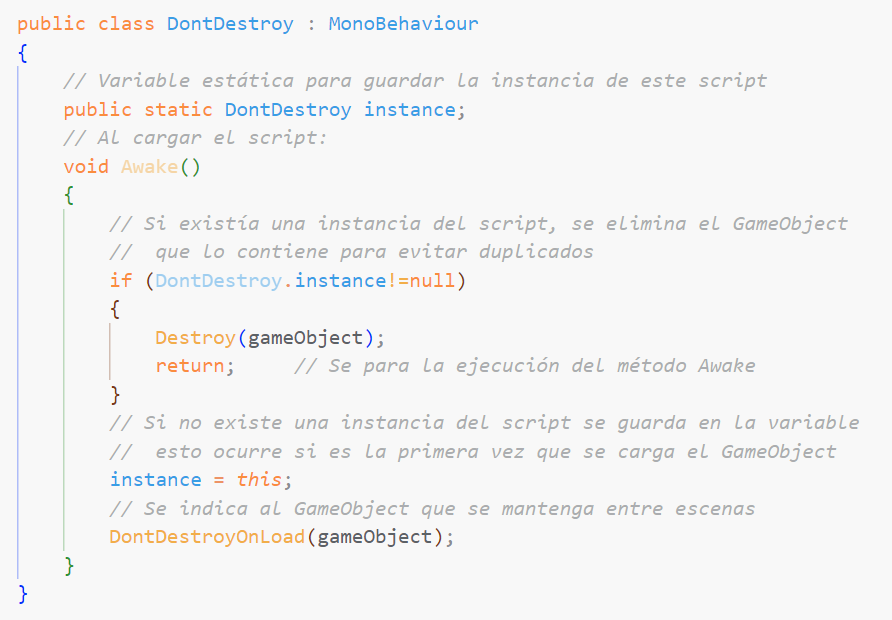 public class DontDestroy : MonoBehaviour
{
    // Variable estática para guardar la instancia de este script
    public static DontDestroy instance;
    // Al cargar el script:
    void Awake()
    {
        // Si existía una instancia del script, se elimina el GameObject
        //  que lo contiene para evitar duplicados
        if (DontDestroy.instance!=null)
        {
            Destroy(gameObject);
            return;     // Se para la ejecución del método Awake
        }
        // Si no existe una instancia del script se guarda en la variable
        //  esto ocurre si es la primera vez que se carga el GameObject
        instance = this;
        // Se indica al GameObject que se mantenga entre escenas
        DontDestroyOnLoad(gameObject);
    }
}